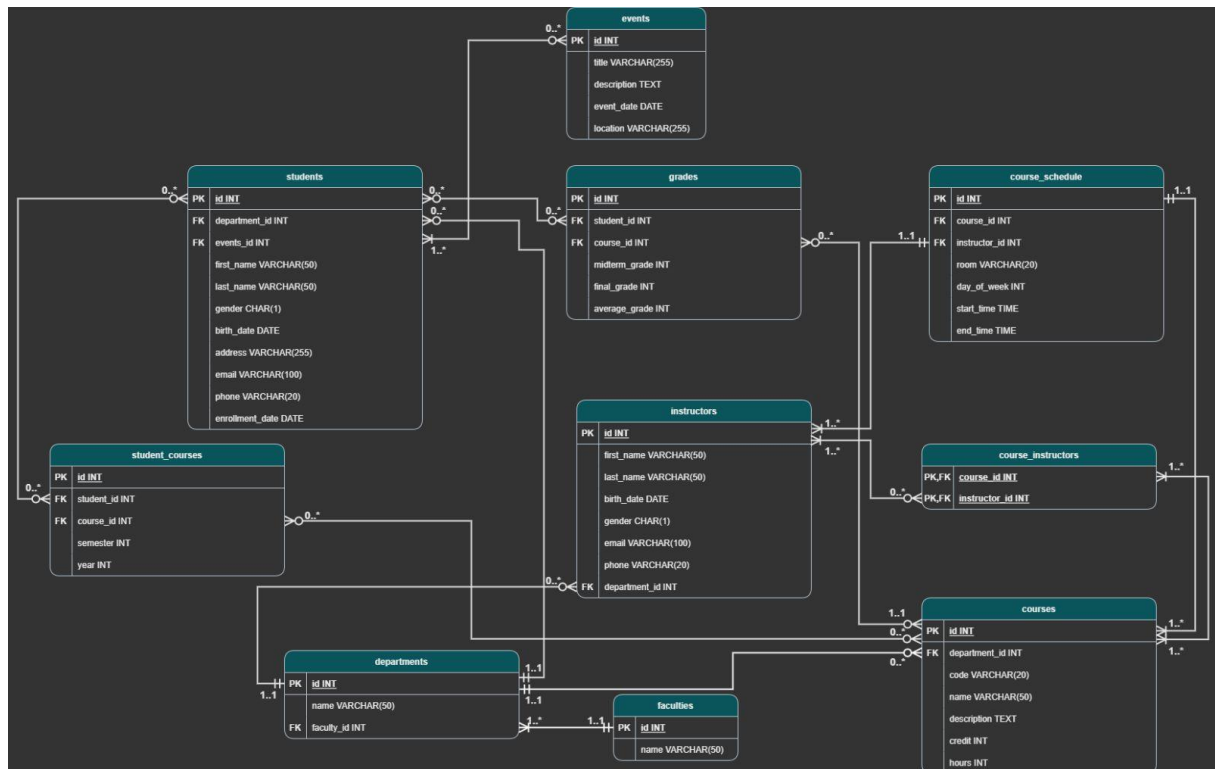 events
0..*
PK id INT
title VARCHAR(255)
description TEXT
event_date DATE
location VARCHAR(255)
students
0..*
PK id INT
0..*
FK department_id INT
0..*
FK events_id INT
1..*
first_name VARCHAR(50)
last_name VARCHAR(50)
gender CHAR(1)
birth_date DATE
address VARCHAR(255)
email VARCHAR(100)
phone VARCHAR(20)
enrollment_date DATE
grades
PK id INT
0..*
FK student_id INT
0..*
FK course_id INT
midterm_grade INT
final_grade INT
average_grade INT
course_schedule
1..1
PK id INT
FK course_id INT
1..1
FK instructor_id INT
room VARCHAR(20)
day_of_week INT
start_time TIME
end_time TIME
instructors
1..*
PK id INT
1..*
first_name VARCHAR(50)
last_name VARCHAR(50)
birth_date DATE
gender CHAR(1)
email VARCHAR(100)
phone VARCHAR(20)
0..*
FK department_id INT
student_courses
PK id INT
0..*
FK student_id INT
FK course_id INT
0..*
semester INT
year INT
course_instructors
1..*
PK,FK course_id INT
0..*
PK,FK instructor_id INT
courses
1..1
1..*
PK id INT
0..*
1..*
FK department_id INT
0..*
code VARCHAR(20)
name VARCHAR(50)
description TEXT
credit INT
hours INT
departments
1..1
PK id INT
1..1
1..1
name VARCHAR(50)
FK faculty_id INT
1..*
1..1
faculties
PK id INT
name VARCHAR(50)